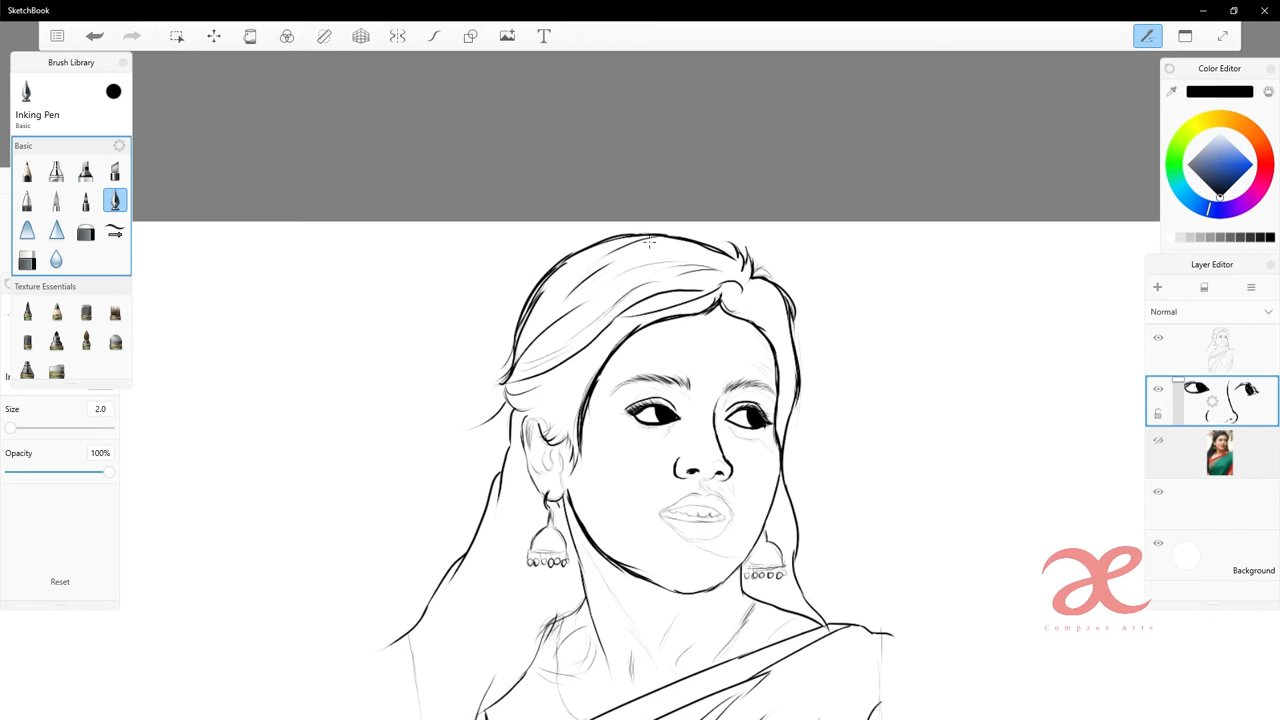 SketchBook
Brush Library
Inking Pen
Basic
Basic
Texture Essentials
Size
2.0
Opacity
100%
Reset
Color Editor
Layer Editor
Normal
Background
æ
Compaex Arts